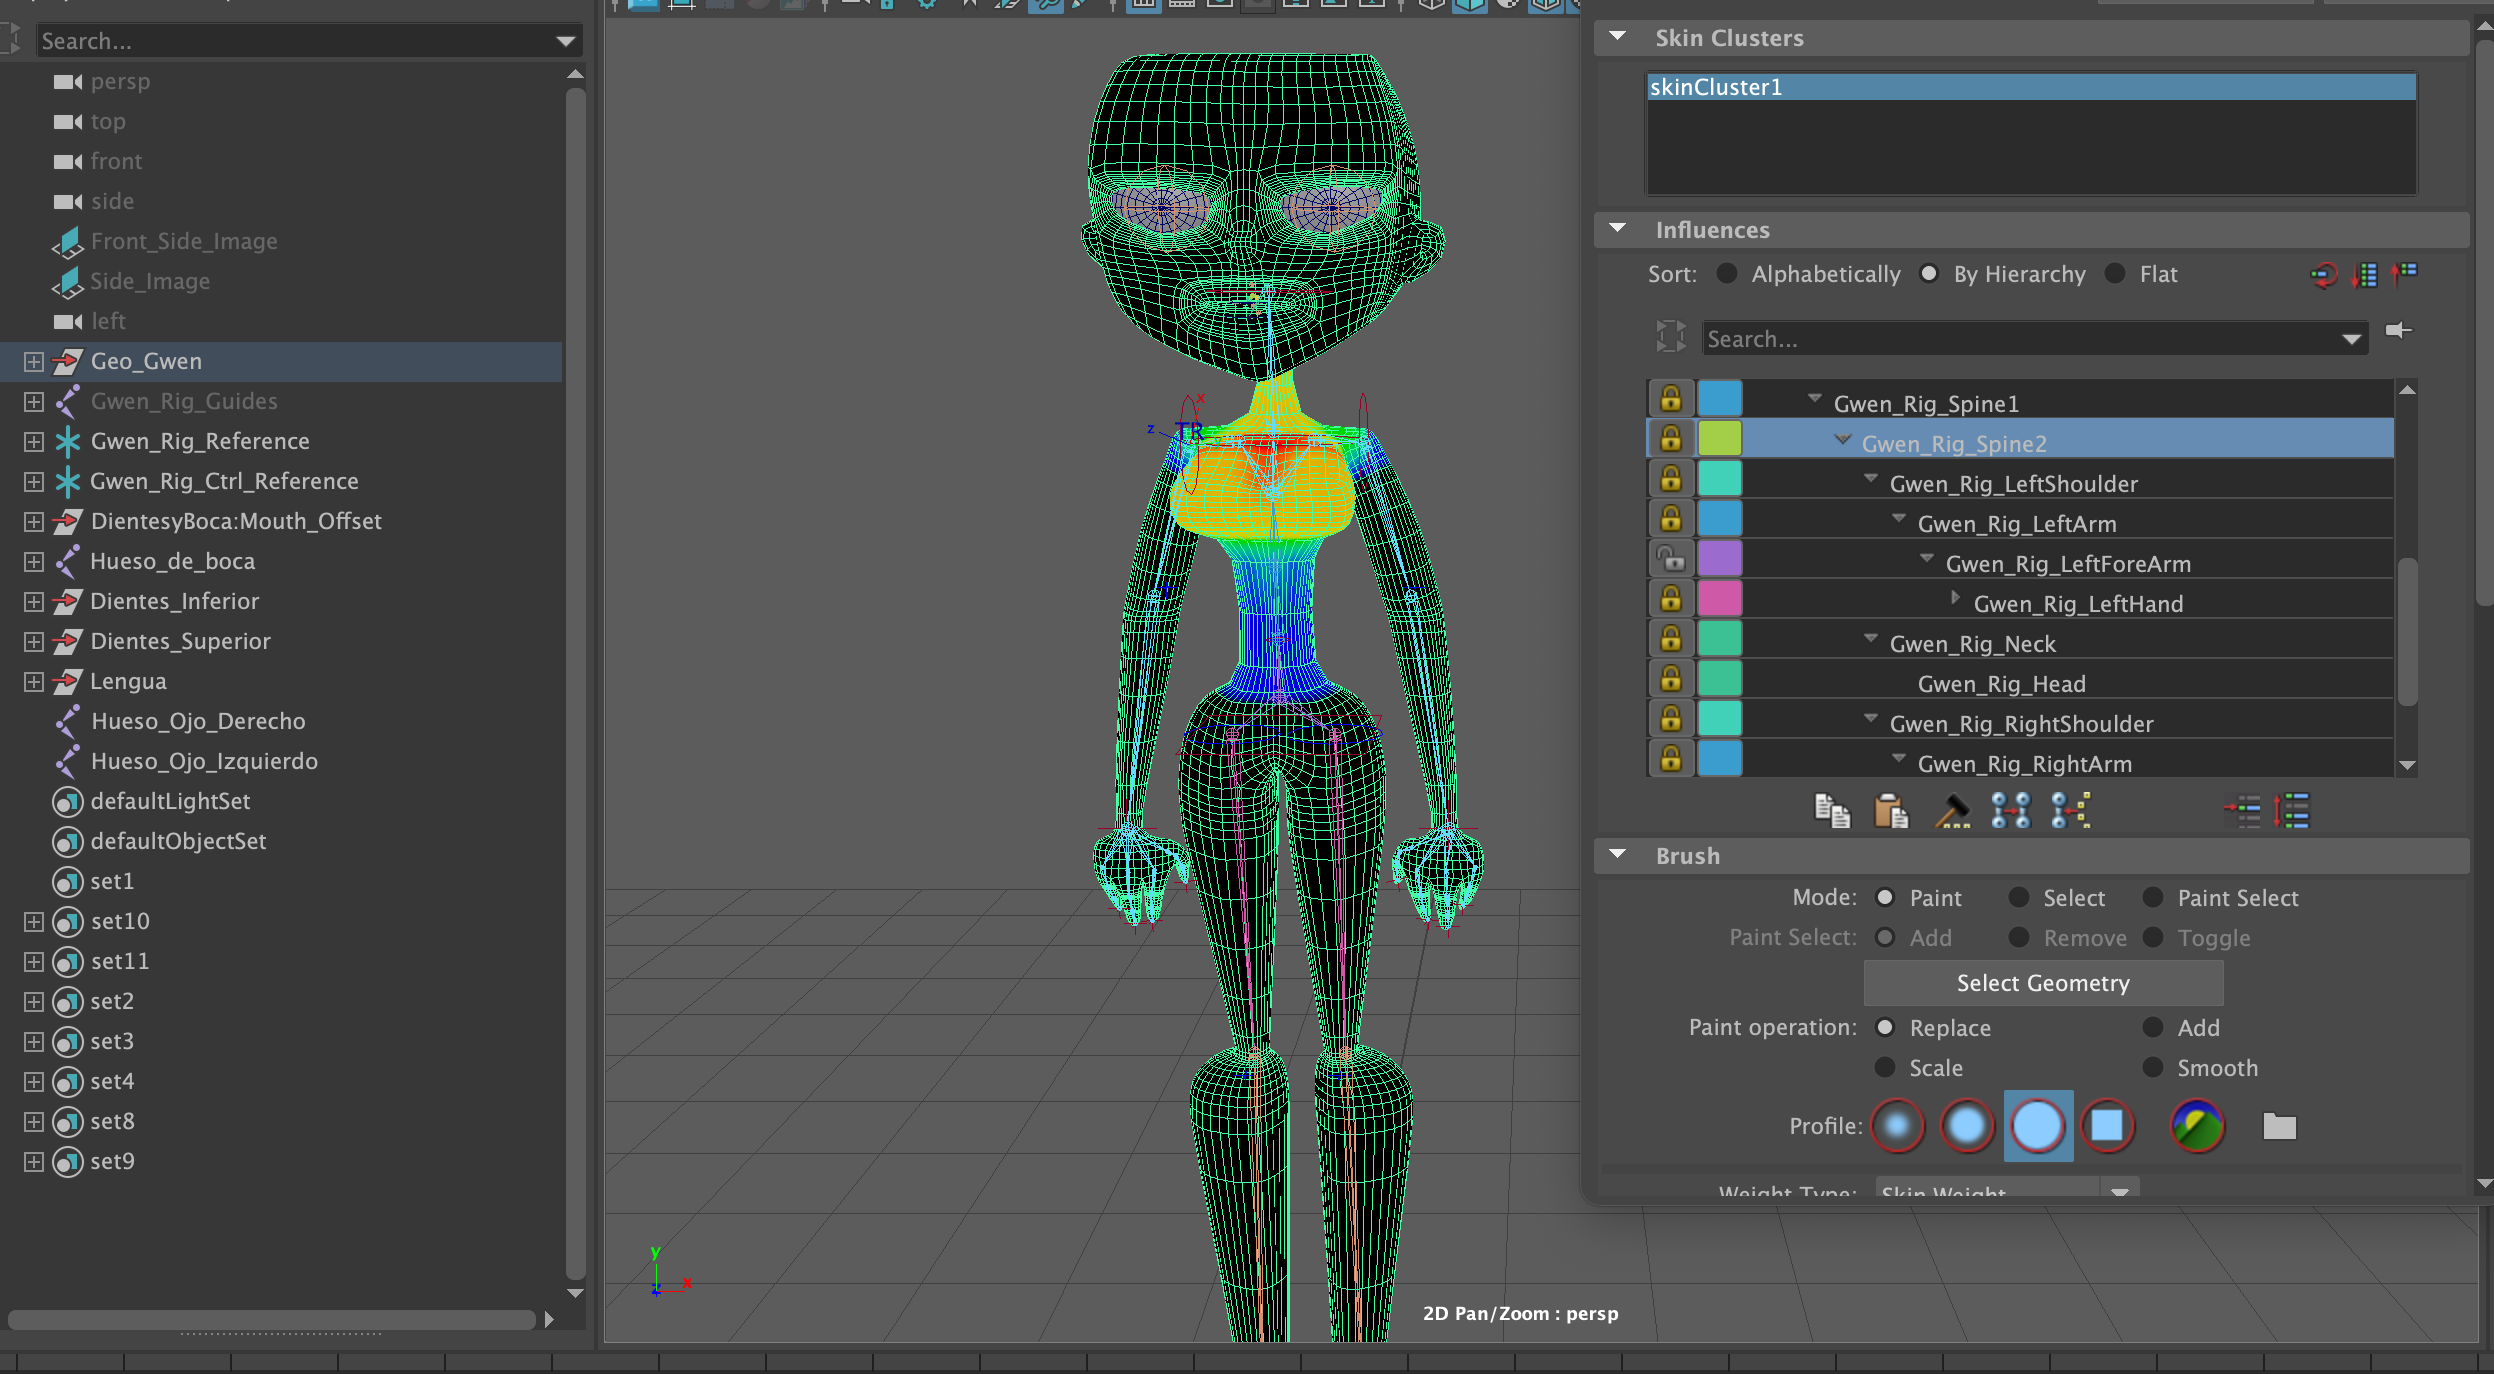 Search...
persp
top
front
side
Front_Side_Image
Side_Image
left
Geo_Gwen
Gwen_Rig_Guides
Gwen_Rig_Reference
Gwen_Rig_Ctrl_Reference
DientesyBoca:Mouth_Offset
Hueso_de_boca
Dientes_Inferior
Dientes_Superior
Lengua
Hueso_Ojo_Derecho
Hueso_Ojo_Izquierdo
defaultLightSet
defaultObjectSet
set1
set10
set11
set2
set3
set4
set8
set9
x
z
TR
y
x
z
2D Pan/Zoom : persp
Skin Clusters
skinCluster1
Influences
Sort: Alphabetically By Hierarchy Flat
Search...
Gwen_Rig_Spine1
Gwen_Rig_Spine2
Gwen_Rig_LeftShoulder
Gwen_Rig_LeftArm
Gwen_Rig_LeftForeArm
Gwen_Rig_LeftHand
Gwen_Rig_Neck
Gwen_Rig_Head
Gwen_Rig_RightShoulder
Gwen_Rig_RightArm
Brush
Mode: Paint Select Paint Select
Paint Select: Add Remove Toggle
Select Geometry
Paint operation: Replace Add
Scale Smooth
Profile:
Weight Type: Skin Weight